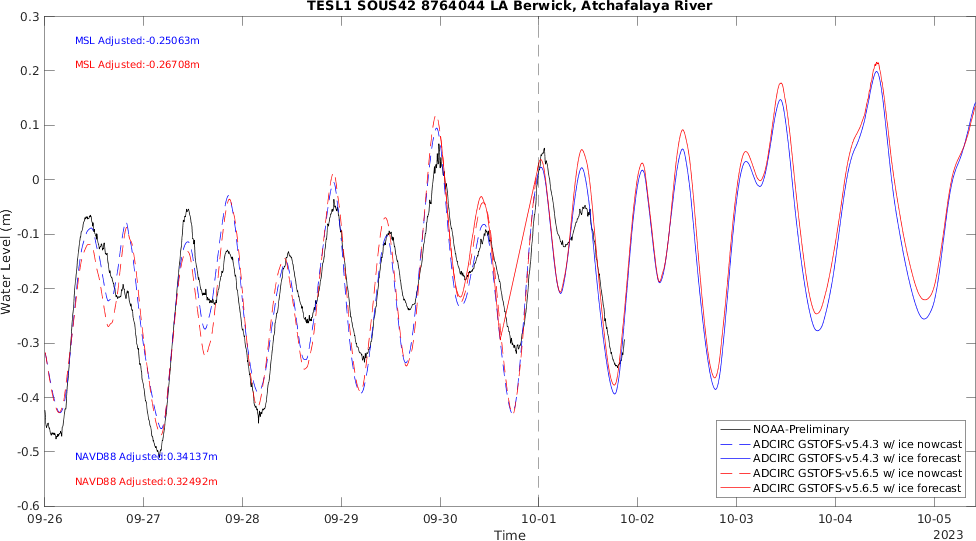 TESL1 SOUS42 8764044 LA Berwick, Atchafalaya River
0.3
0.2
0.1
0
-0.1
-0.2
-0.3
-0.4
-0.5
-0.6
Water Level (m)
MSL Adjusted:-0.25063m
MSL Adjusted:-0.26708m
NAVD88 Adjusted:0.34137m
NAVD88 Adjusted:0.32492m
NOAA-Preliminary
ADCIRC GSTOFS-v5.4.3 w/ ice nowcast
ADCIRC GSTOFS-v5.4.3 w/ ice forecast
ADCIRC GSTOFS-v5.6.5 w/ ice nowcast
ADCIRC GSTOFS-v5.6.5 w/ ice forecast
09-26 09-27 09-28 09-29 09-30 10-01 10-02 10-03 10-04 10-05
Time
2023